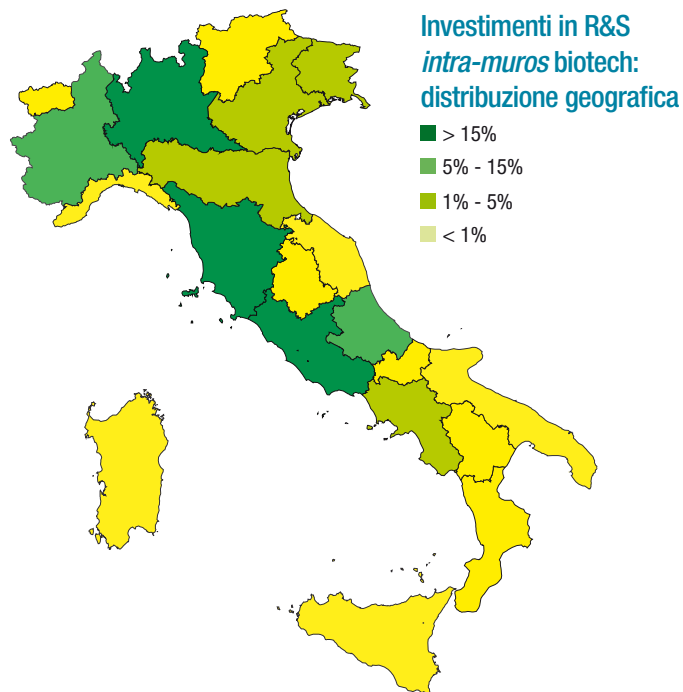 Investimenti in R&S
intra-muros biotech:
distribuzione geografica
> 15%
5% - 15%
1% - 5%
< 1%